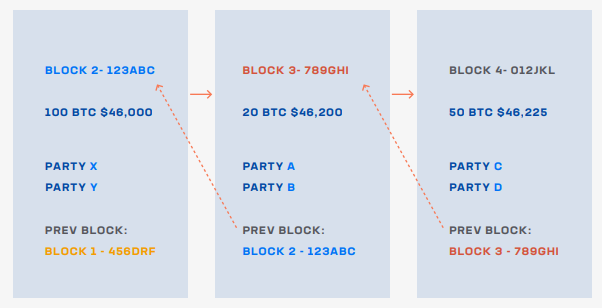 BLOCK 2- 123ABC
100 BTC $46,000
PARTY X
PARTY Y
PREV BLOCK:
BLOCK 1 - 456DRF
BLOCK 3- 789GHI
20 BTC $46,200
PARTY A
PARTY B
PREV BLOCK:
BLOCK 2 - 123ABC
BLOCK 4- 012JKL
50 BTC $46,225
PARTY C
PARTY D
PREV BLOCK:
BLOCK 3 - 789GHI